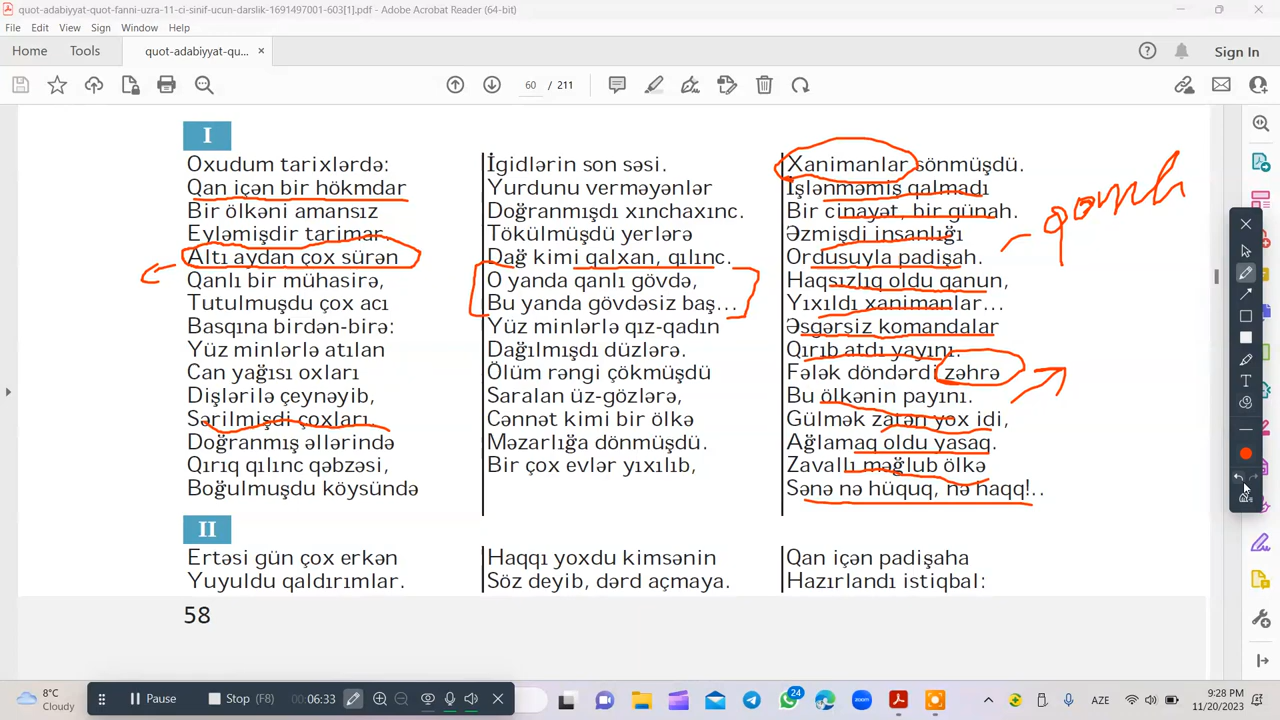 quot-adabiyyat-quot-fanni-uzra-11-ci-sinif-ucun-darslik-1691497001-603[1].pdf - Adobe Acrobat Reader (64-bit)
File Edit View Sign Window Help
Home Tools quot-adabiyyat-qu... × Sign In
60 / 211
I
Oxudum tarixlərdə:
Qan içən bir hökmdar
Bir ölkəni amansız
Eyləmişdir tarimar.
Altı aydan çox sürən
Qanlı bir mühasirə,
Tutulmuşdu çox acı
Basqına birdən-birə:
Yüz minlərlə atılan
Can yağısı oxları
Dişlərilə çeynəyib,
Sərilmişdi çoxları.
Doğranmış əllərində
Qırıq qılınc qəbzəsi,
Boğulmuşdu köysündə
İgidlərin son səsi.
Yurdunu verməyənlər
Doğranmışdı xınchaxınc.
Tökülmüşdü yerlərə
Dağ kimi qalxan, qılınc.
O yanda qanlı gövdə,
Bu yanda gövdəsiz baş...
Yüz minlərlə qız-qadın
Dağılmışdı düzlərə.
Ölüm rəngi çökmüşdü
Saralan üz-gözlərə,
Cənnət kimi bir ölkə
Məzarlığa dönmüşdü.
Bir çox evlər yıxılıb,
Xanimanlar sönmüşdü.
İşlənməmiş qalmadı
Bir cinayət, bir günah.
Əzmişdi insanlığı
Ordusuyla padişah.
Haqsızlıq oldu qanun,
Yıxıldı xanimanlar...
Əsgərsiz komandalar
Qırıb atdı yayını.
Fələk döndərdi zəhrə
Bu ölkənin payını.
Gülmək zatən yox idi,
Ağlamaq oldu yasaq.
Zavallı məğlub ölkə
Sənə nə hüquq, nə haqq!..
II
Ertəsi gün çox erkən
Yuyuldu qaldırımlar.
Haqqı yoxdu kimsənin
Söz deyib, dərd açmaya.
Qan içən padişaha
Hazırlandı istiqbal:
58
8°C
Cloudy
Pause Stop (F8) 00:06:33
24
zoom
AZE
9:28 PM
11/20/2023